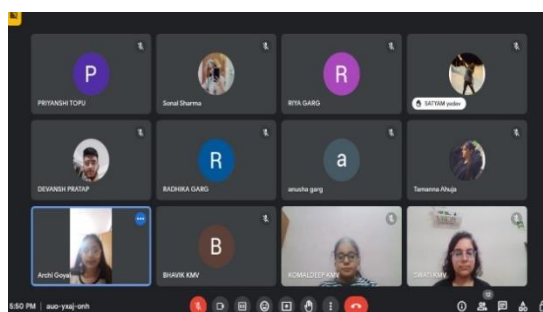 P
R
PRIYANSHI TOPU
Sonal Sharma
RIYA GARG
SATYAM yadav
R
a
DEVANSH PRATAP
RADHIKA GARG
anusha garg
Tamanna Ahuja
B
Archi Goyal
BHAVIK KMV
KOMALDEEP KMV
SWATI KMV
5:50 PM | auo-yxaj-onh
12